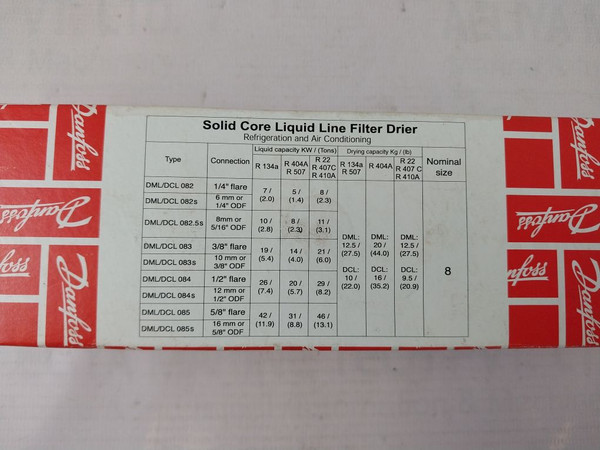 Solid Core Liquid Line Filter Drier
Refrigeration and Air Conditioning
Type Connection Liquid capacity KW / (Tons) Drying capacity Kg / (lb) Nominal size
R 134a R 404A R 507 R 22 R 407C R 410A R 134a R 507 R 404A R 22 R 407 C R 410A
DML/DCL 082 1/4" flare 7 / (2.0) 5 / (1.4) 8 / (2.3)
DML/DCL 082s 6 mm or 1/4" ODF
DML/DCL 082.5s 8mm or 5/16" ODF 10 / (2.8) 8 / (2.3) 11 / (3.1)
DML/DCL 083 3/8" flare 19 / (5.4) 14 / (4.0) 21 / (6.0)
DML/DCL 083s 10 mm or 3/8" ODF
DML/DCL 084 1/2" flare 26 / (7.4) 20 / (5.7) 29 / (8.2)
DML/DCL 084s 12 mm or 1/2" ODF
DML/DCL 085 5/8" flare 42 / (11.9) 31 / (8.8) 46 / (13.1)
DML/DCL 085s 16 mm or 5/8" ODF
DML: 12.5 / (27.5) DML: 20 / (44.0) DML: 12.5 / (27.5)
DCL: 10 / (22.0) DCL: 16 / (35.2) DCL: 9.5 / (20.9)
8
Danfoss
Danfoss
Danfoss
Danfoss
Danfoss
Danfoss
Danfoss
Danfoss